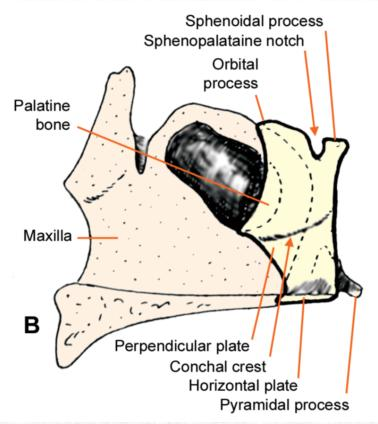 Sphenoidal process
Sphenopalataine notch
Orbital
process
Palatine
bone
Maxilla
B
Perpendicular plate
Conchal crest
Horizontal plate
Pyramidal process